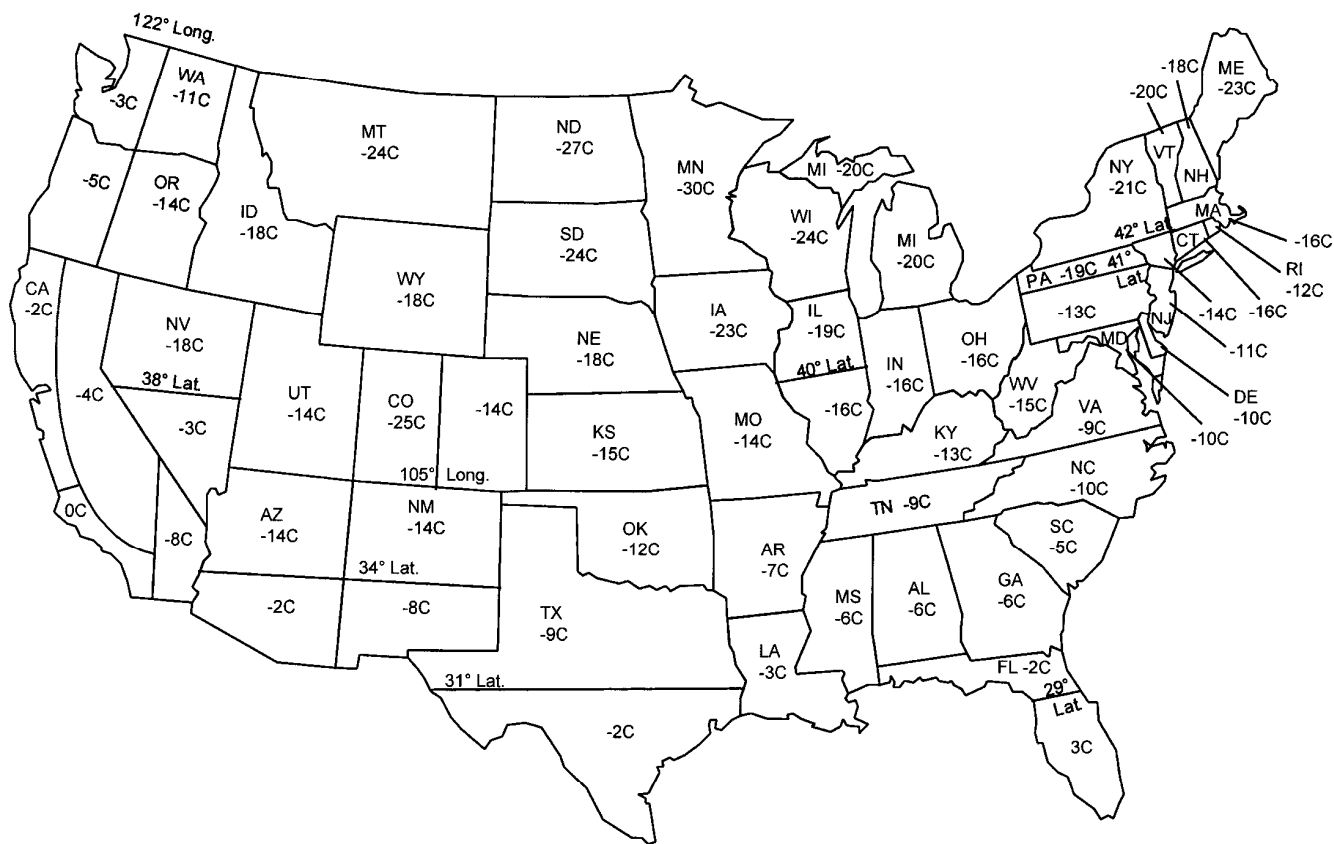 122° Long.
WA
-11C
-3C
-5C
OR
-14C
ID
-18C
MT
-24C
ND
-27C
MN
-30C
SD
-24C
WY
-18C
NE
-18C
IA
-23C
WI
-24C
MI -20C
MI
-20C
IL
-19C
40° Lat.
-16C
IN
-16C
OH
-16C
NY
-21C
VT
-20C
-18C
NH
ME
-23C
MA
-16C
42° Lat.
CT
RI
-12C
-16C
-14C
PA -19C 41°
Lat.
-13C
NJ
-11C
MD
DE
-10C
-10C
WV
-15C
VA
-9C
KY
-13C
NC
-10C
TN -9C
SC
-5C
GA
-6C
AL
-6C
MS
-6C
FL -2C
29°
Lat
3C
CA
-2C
-4C
NV
-18C
38° Lat.
-3C
UT
-14C
CO
-25C
-14C
105° Long.
KS
-15C
MO
-14C
0C
-8C
AZ
-14C
-2C
NM
-14C
34° Lat.
-8C
OK
-12C
AR
-7C
TX
-9C
31° Lat.
-2C
LA
-3C